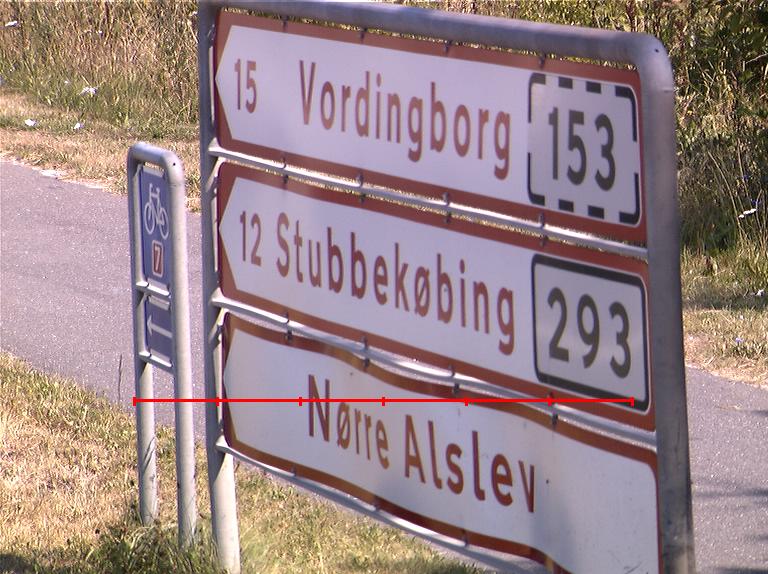 15 Vordingborg 153
12 Stubbekøbing 293
Nørre Alslev
7